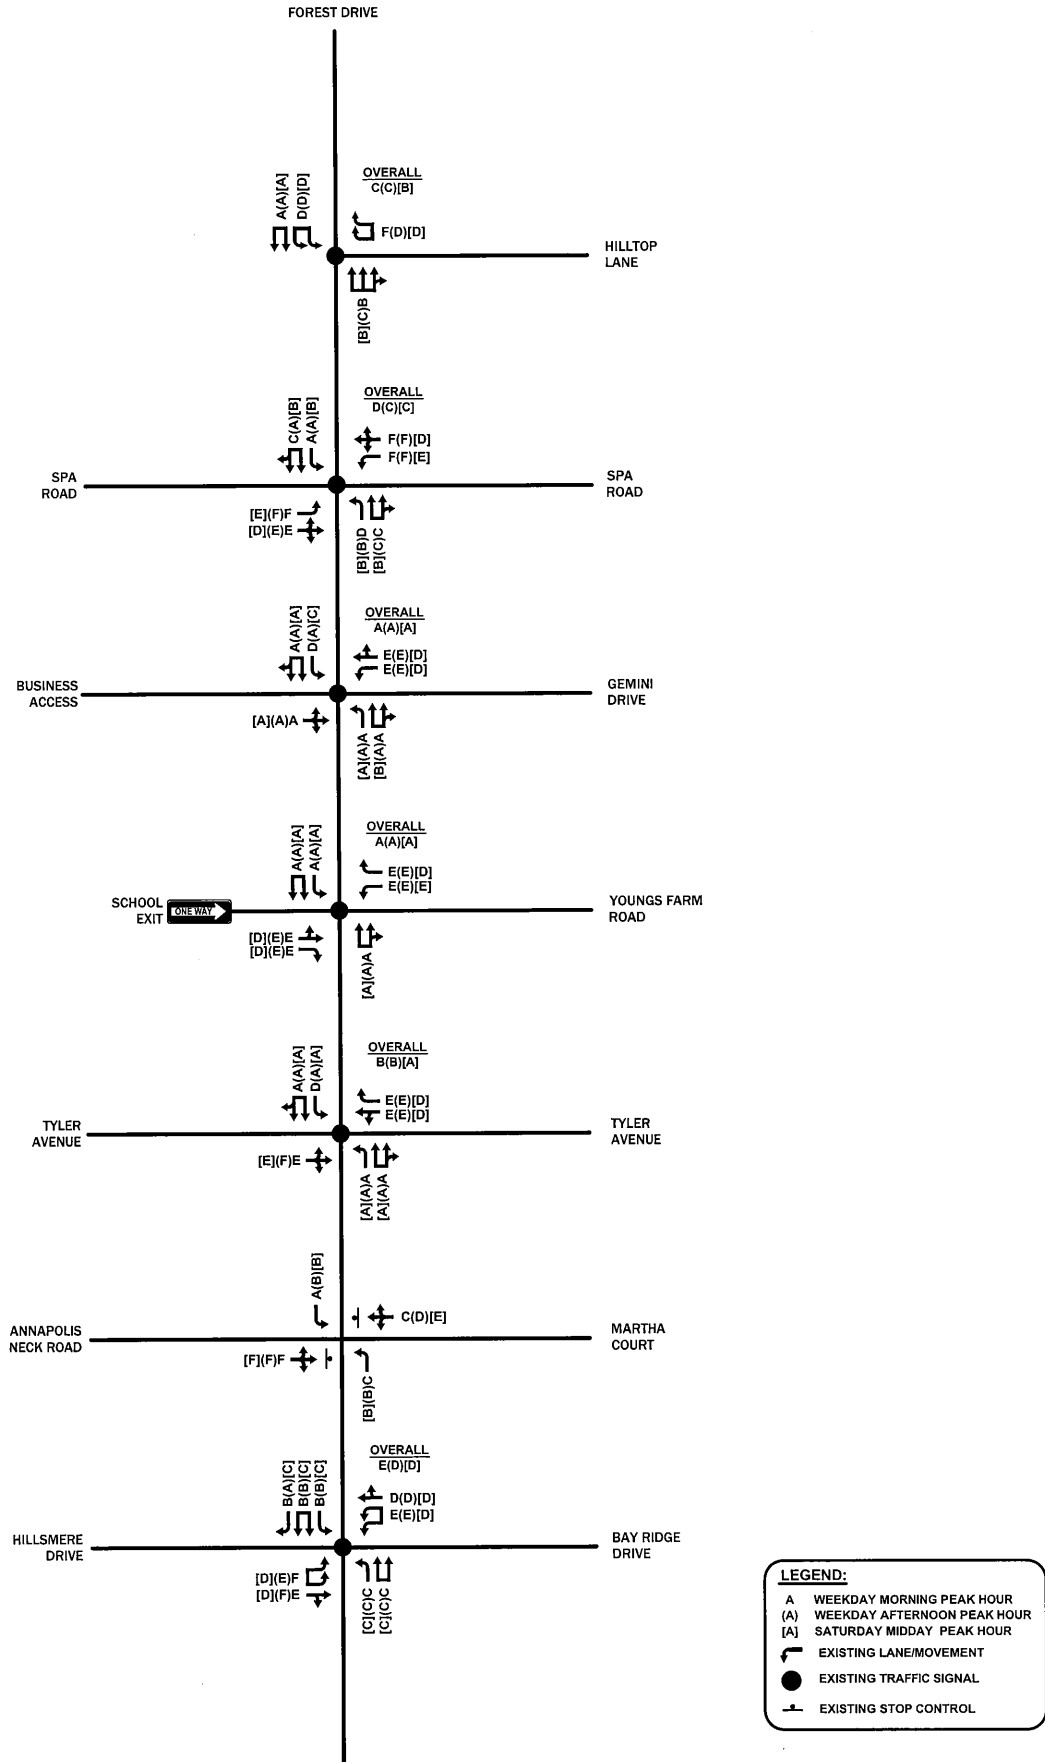 FOREST DRIVE
A(A)[A]
D(D)[D]
OVERALL
C(C)[B]
F(D)[D]
HILLTOP
LANE
[B](C)B
C(A)[B]
A(A)[B]
OVERALL
D(C)[C]
F(F)[D]
F(F)[E]
SPA
ROAD
SPA
ROAD
[E](F)F
[D](E)E
[B](B)D
[B](C)C
A(A)[A]
D(A)[C]
OVERALL
A(A)[A]
E(E)[D]
E(E)[D]
BUSINESS
ACCESS
GEMINI
DRIVE
[A](A)A
[A](A)A
[B](A)A
A(A)[A]
A(A)[A]
OVERALL
A(A)[A]
E(E)[D]
E(E)[E]
SCHOOL
EXIT
ONE WAY
YOUNGS FARM
ROAD
[D](E)E
[D](E)E
[A](A)A
A(A)[A]
D(A)[A]
OVERALL
B(B)[A]
E(E)[D]
E(E)[D]
TYLER
AVENUE
TYLER
AVENUE
[E](F)E
[A](A)A
[A](A)A
A(B)[B]
C(D)[E]
ANNAPOLIS
NECK ROAD
MARTHA
COURT
[F](F)F
[B](B)C
B(A)[C]
B(B)[C]
B(B)[C]
OVERALL
E(D)[D]
D(D)[D]
E(E)[D]
HILLSMERE
DRIVE
BAY RIDGE
DRIVE
[D](E)F
[D](F)E
[C](C)C
[C](C)C
LEGEND:
A WEEKDAY MORNING PEAK HOUR
(A) WEEKDAY AFTERNOON PEAK HOUR
[A] SATURDAY MIDDAY PEAK HOUR
EXISTING LANE/MOVEMENT
EXISTING TRAFFIC SIGNAL
EXISTING STOP CONTROL